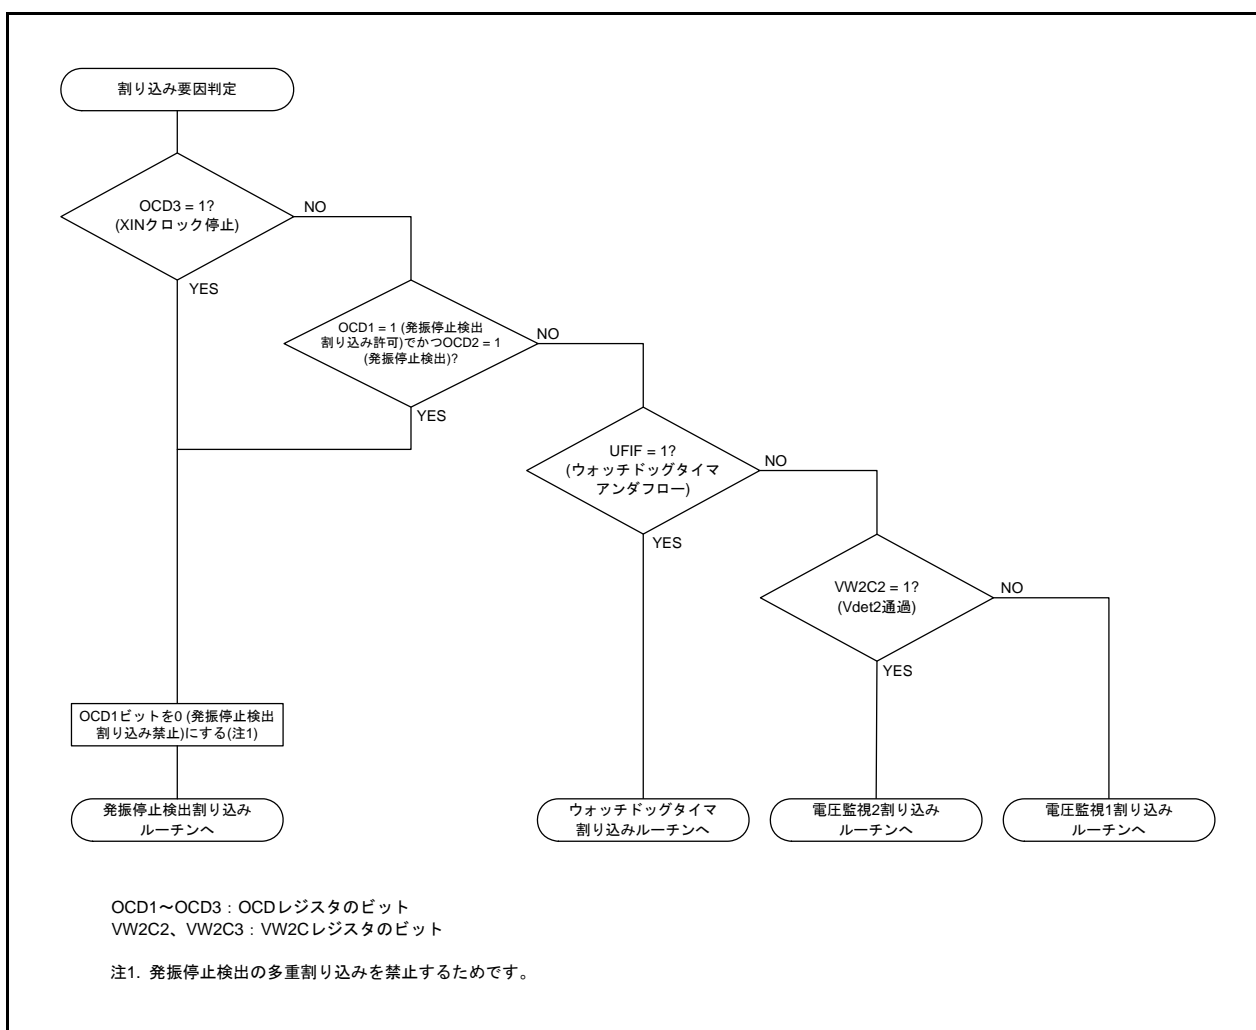 割り込み要因判定
OCD3 = 1?
(XINクロック停止)
NO
YES
OCD1 = 1 (発振停止検出
割り込み許可)でかつOCD2 = 1
(発振停止検出)?
NO
YES
UFIF = 1?
(ウォッチドッグタイマ
アンダフロー)
NO
YES
VW2C2 = 1?
(Vdet2通過)
NO
YES
OCD1ビットを0 (発振停止検出
割り込み禁止)にする(注1)
発振停止検出割り込み
ルーチンへ
ウォッチドッグタイマ
割り込みルーチンへ
電圧監視2割り込み
ルーチンへ
電圧監視1割り込み
ルーチンへ
OCD1～OCD3：OCDレジスタのビット
VW2C2、VW2C3：VW2Cレジスタのビット
注1. 発振停止検出の多重割り込みを禁止するためです。